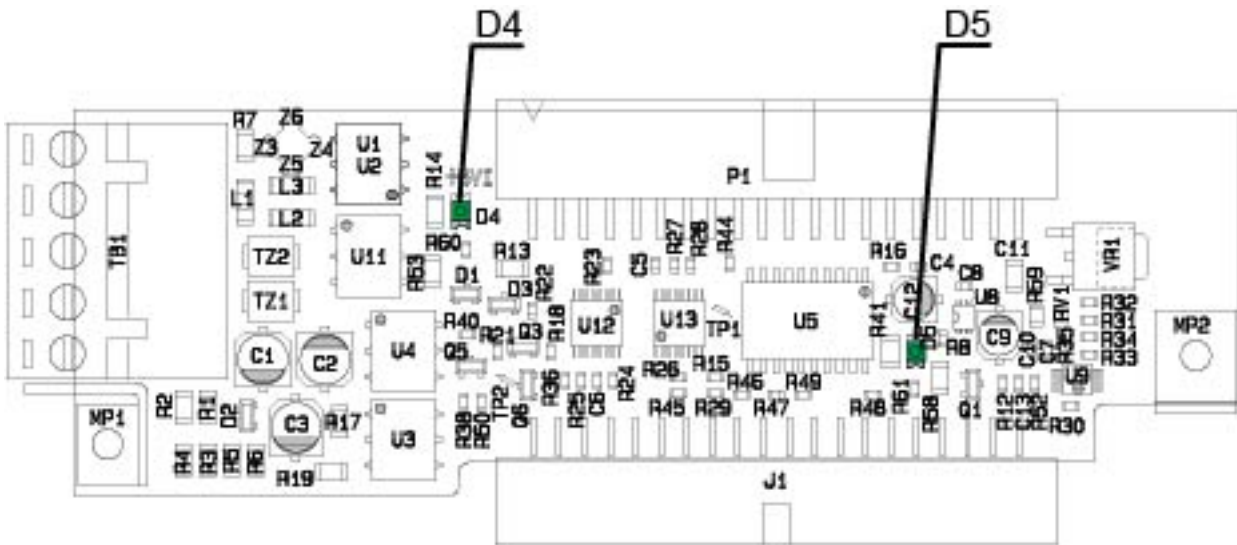 D4
D5
R7
Z6
Z3
Z4
Z5
U1
U2
R14
L3
L1
L2
D4
P1
TB1
TZ2
U11
R60
R53
R13
D1
D3
R22
R23
C5
R27
R28
R44
R16
C4
C11
C8
VR1
TZ1
R40
R21
Q3
R18
U12
U13
TP1
U5
R41
C12
D5
U8
R8
C9
R59
RV1
R32
R31
R34
R33
R35
C7
C10
MP2
C1
C2
U4
Q5
R36
TP2
Q6
R25
C6
R24
R26
R15
R45
R29
R46
R47
R49
R48
R61
R58
Q1
R12
C13
R52
U9
R30
MP1
R2
R1
D2
C3
R17
U3
R38
R50
R4
R3
R5
R6
R19
J1